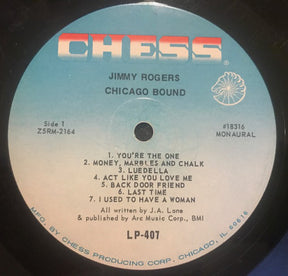 CHESS
JIMMY ROGERS
CHICAGO BOUND
Side 1
ZSRM-2164
#18316
MONAURAL
1. YOU'RE THE ONE
2. MONEY, MARBLES AND CHALK
3. LUEDELLA
4. ACT LIKE YOU LOVE ME
5. BACK DOOR FRIEND
6. LAST TIME
7. I USED TO HAVE A WOMAN
All written by J.A. Lane
& published by Arc Music Corp., BMI
LP-407
MFG. BY CHESS PRODUCING CORP. CHICAGO, IL 60616